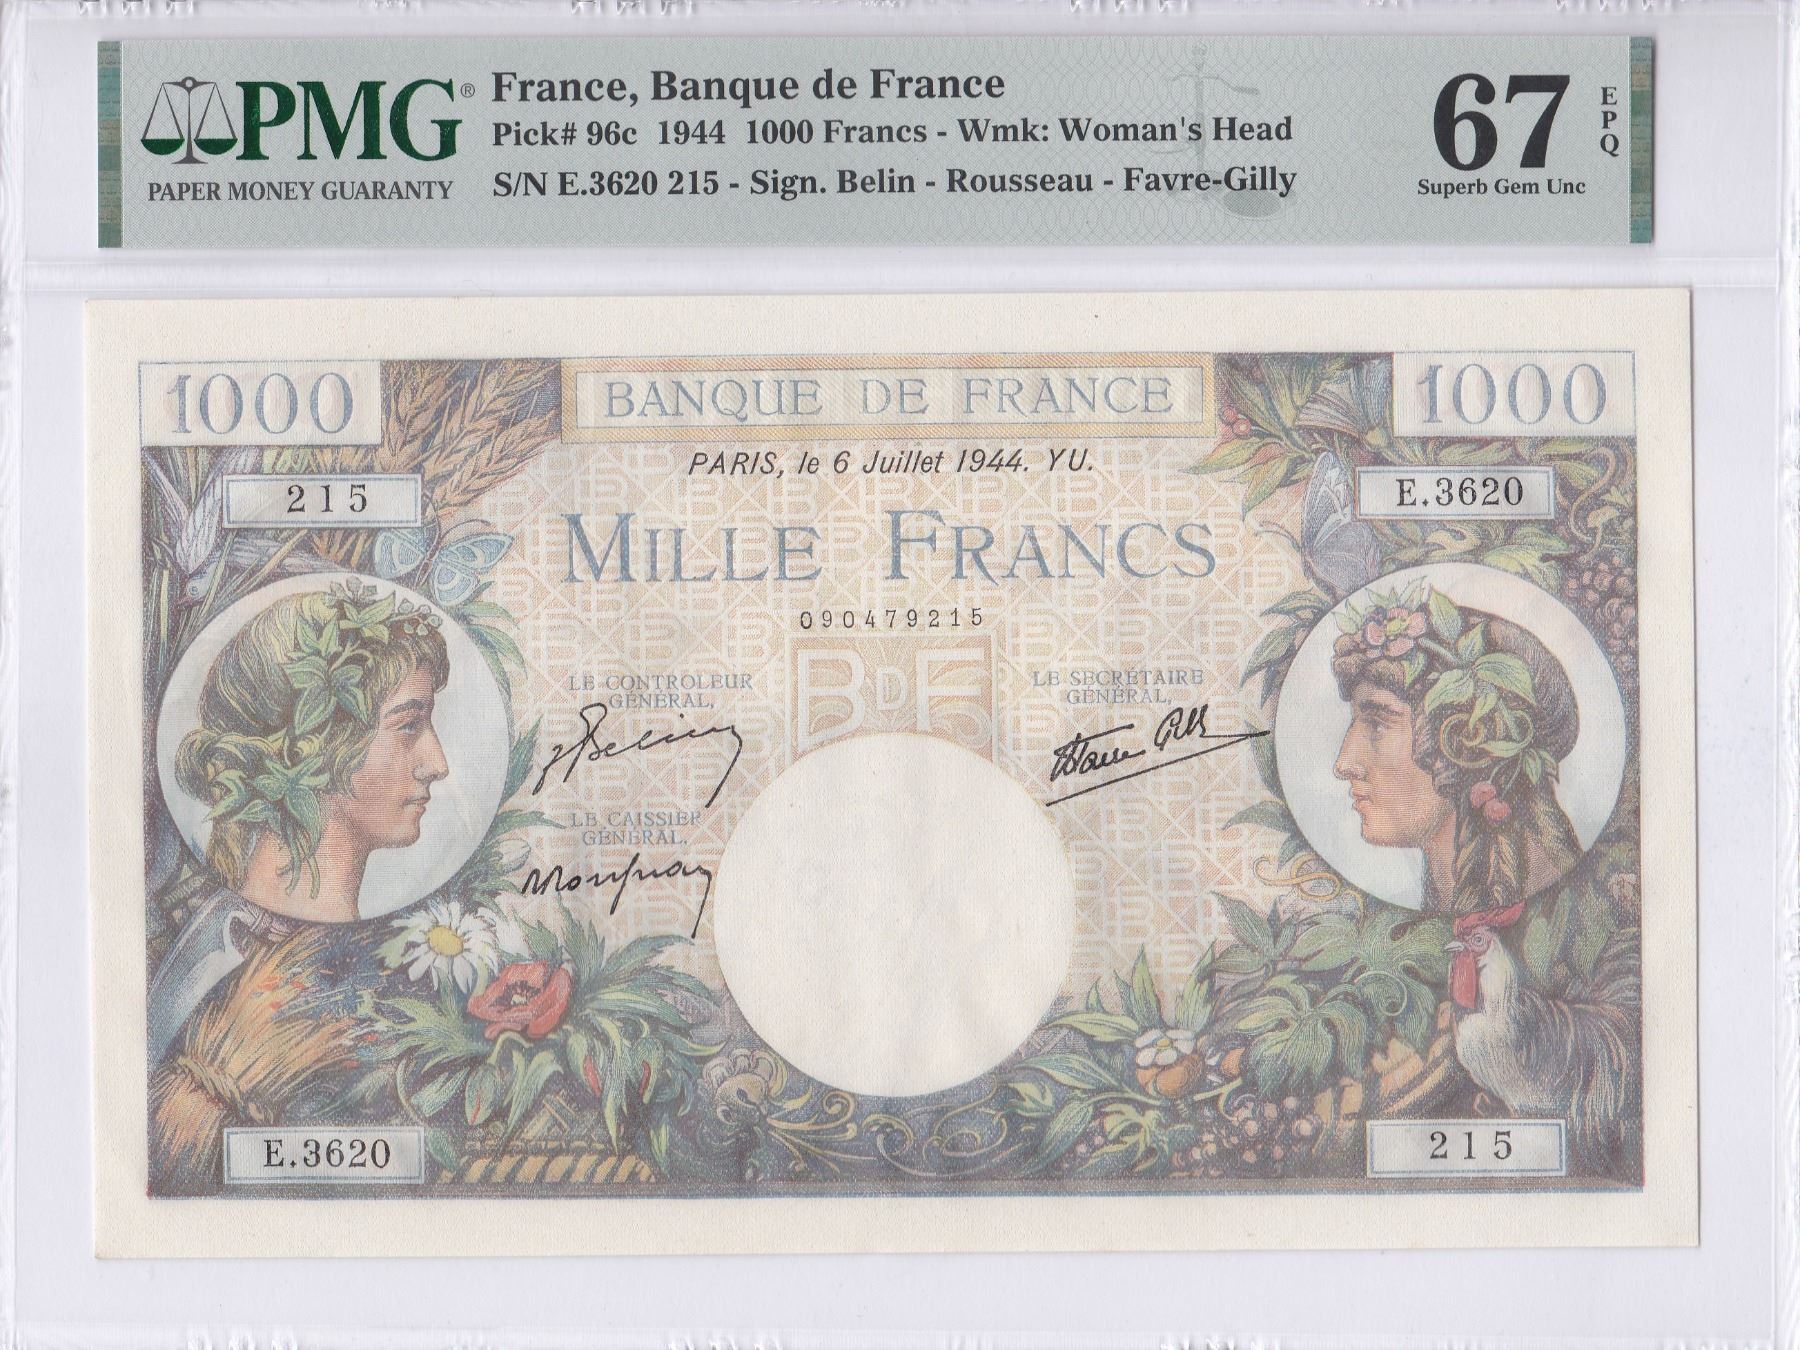 PMG®
PAPER MONEY GUARANTY
France, Banque de France
Pick# 96c 1944 1000 Francs - Wmk: Woman's Head
S/N E.3620 215 - Sign. Belin - Rousseau - Favre-Gilly
67
EPQ
Superb Gem Unc
1000
BANQUE DE FRANCE
1000
PARIS, le 6 Juillet 1944. YU.
215
E.3620
MILLE FRANCS
090479215
BDF
LE CONTROLEUR
GÉNÉRAL,
LE SECRÉTAIRE
GÉNÉRAL,
LE CAISSIER
GÉNÉRAL,
E.3620
215